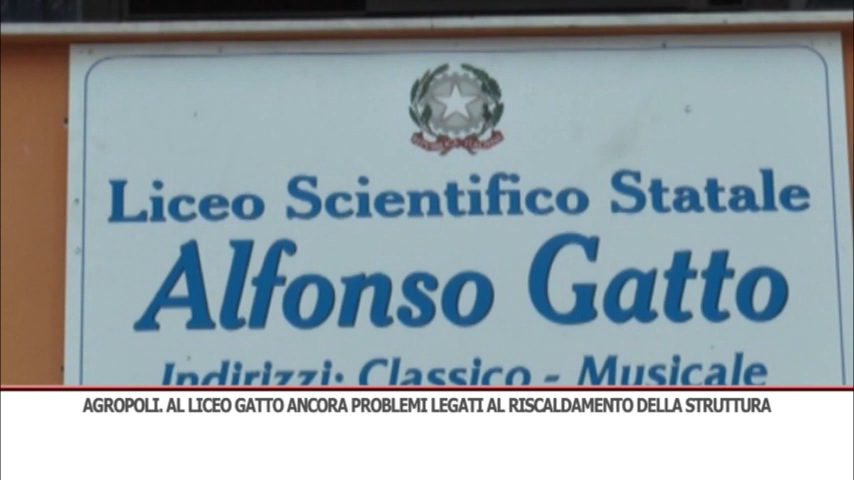 Liceo Scientifico Statale
Alfonso Gatto
Indirizzi: Classico - Musicale
AGROPOLI. AL LICEO GATTO ANCORA PROBLEMI LEGATI AL RISCALDAMENTO DELLA STRUTTURA